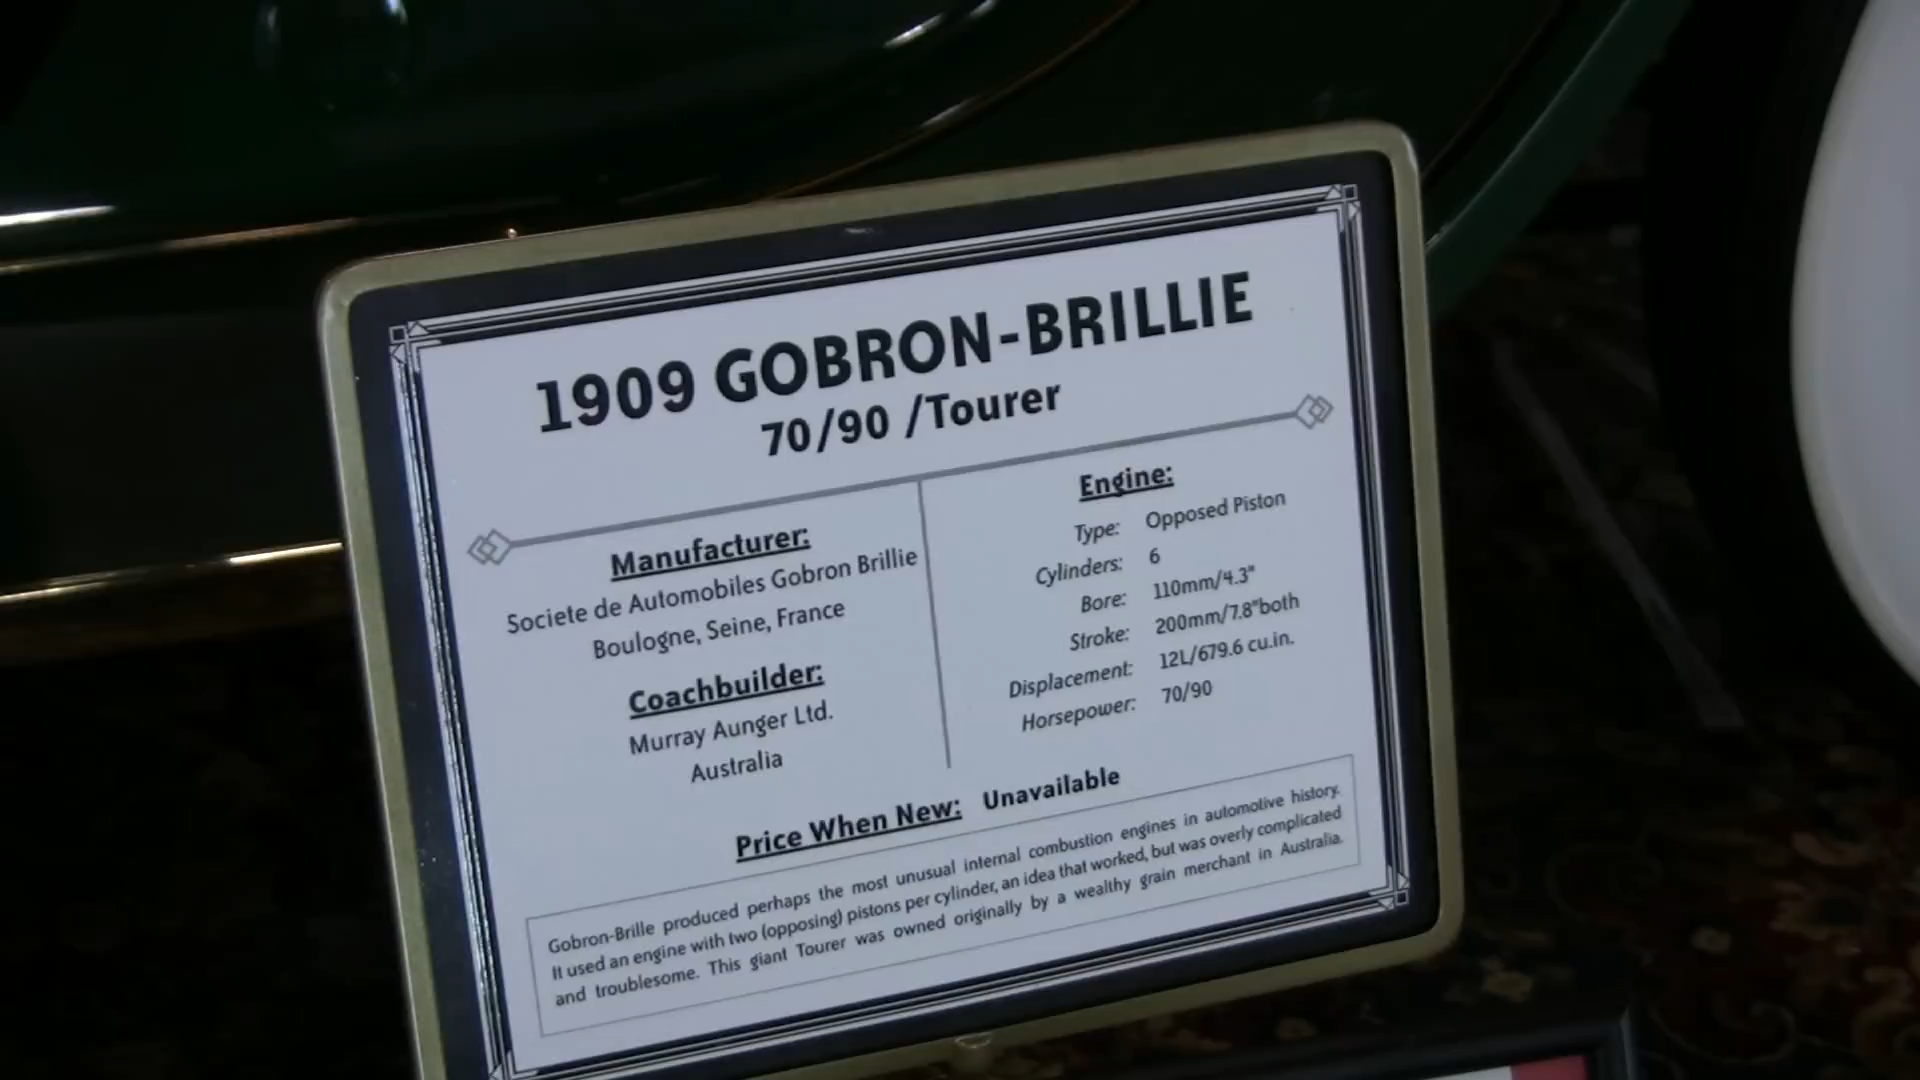 1909 GOBRON-BRILLIE
70/90 /Tourer
Manufacturer:
Societe de Automobiles Gobron Brillie
Boulogne, Seine, France
Coachbuilder:
Murray Aunger Ltd.
Australia
Engine:
Type: Opposed Piston
Cylinders: 6
Bore: 110mm/4.3"
Stroke: 200mm/7.8"both
Displacement: 12L/679.6 cu.in.
Horsepower: 70/90
Price When New: Unavailable
Gobron-Brille produced perhaps the most unusual internal combustion engines in automotive history.
It used an engine with two (opposing) pistons per cylinder, an idea that worked, but was overly complicated
and troublesome. This giant Tourer was owned originally by a wealthy grain merchant in Australia.